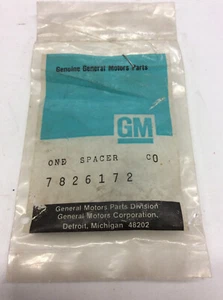 Genuine General Motors Parts
GM
ONE SPACER CO
7826172
General Motors Parts Division
General Motors Corporation,
Detroit, Michigan 48202